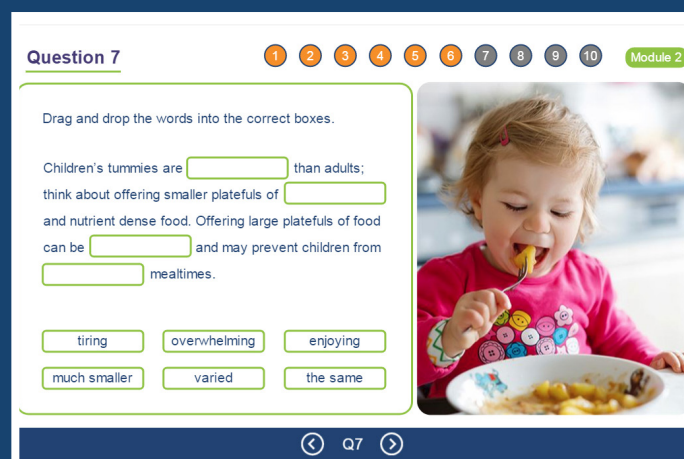 Question 7
1 2 3 4 5 6 7 8 9 10
Module 2
Drag and drop the words into the correct boxes.
Children's tummies are than adults;
think about offering smaller platefuls of
and nutrient dense food. Offering large platefuls of food
can be and may prevent children from
mealtimes.
tiring overwhelming enjoying
much smaller varied the same
Q7